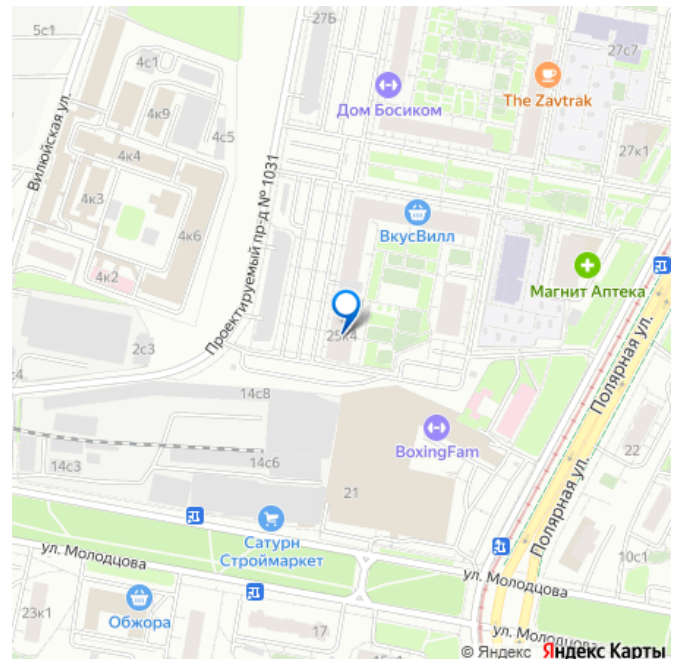 27Б
5с1
27с7
4с1
The Zavtrak
Дом Босиком
4к9
Вилюйская ул.
4с5
27к1
4к4
Проектируемый пр-д № 1031
4к3
4к6
ВкусВилл
4к2
Магнит Аптека
25к4
2с3
Полярная ул.
14с8
BoxingFam
22
14с3
14с6
21
Полярная ул.
Сатурн
Строймаркет
10с1
ул. Молодцова
ул. Молодцова
Обжора
23к1
17
ул. Молодцова
© Яндекс Яндекс Карты